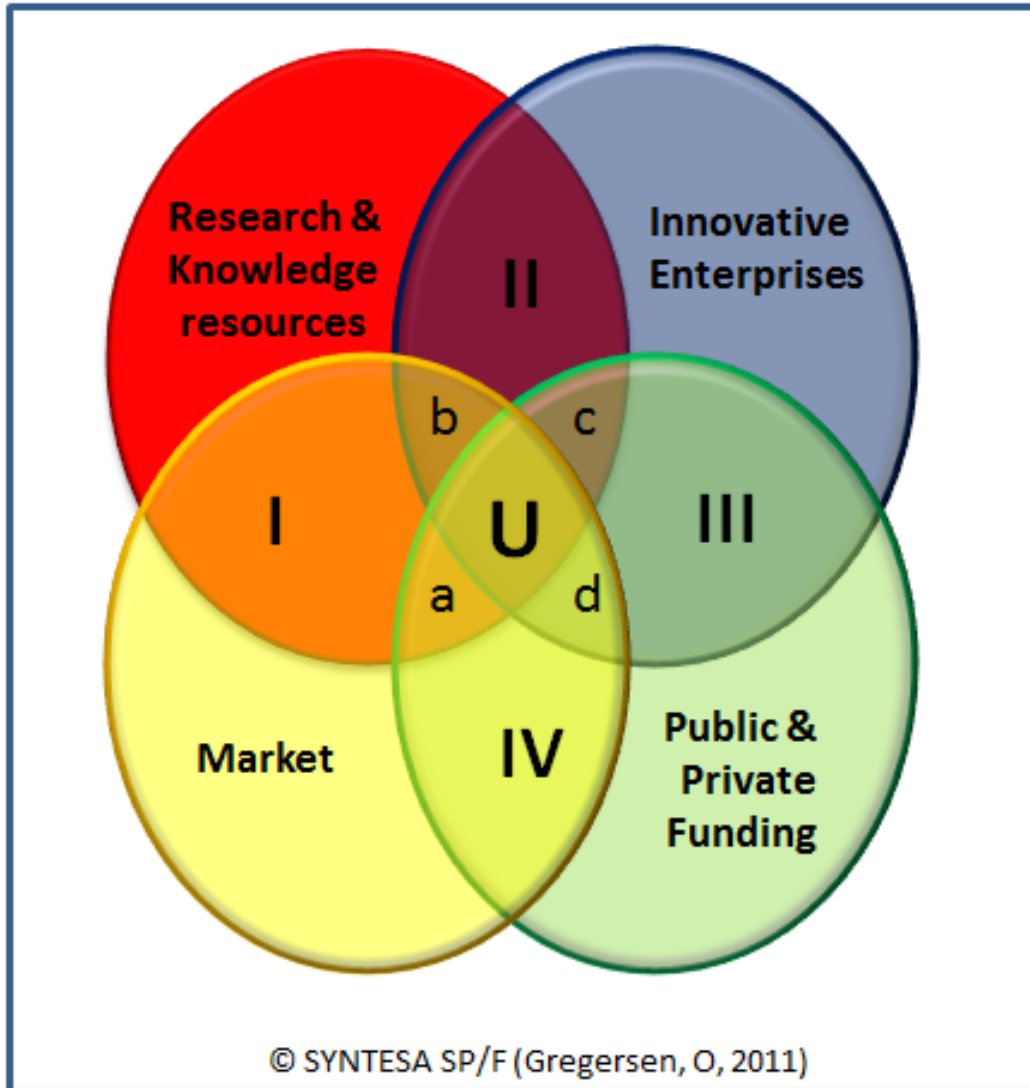 Research &
Knowledge
resources
Innovative
Enterprises
II
b
c
I
U
III
a
d
Market
IV
Public &
Private
Funding
© SYNTESA SP/F (Gregersen, O, 2011)